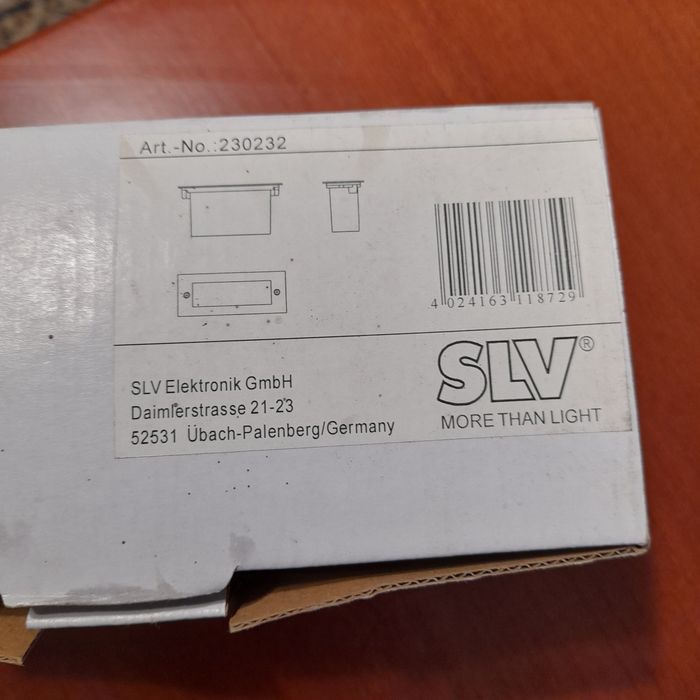 Art.-No.:230232
4 024163 118729
SLV Elektronik GmbH
Daimlerstrasse 21-23
52531 Übach-Palenberg/Germany
SLV®
MORE THAN LIGHT